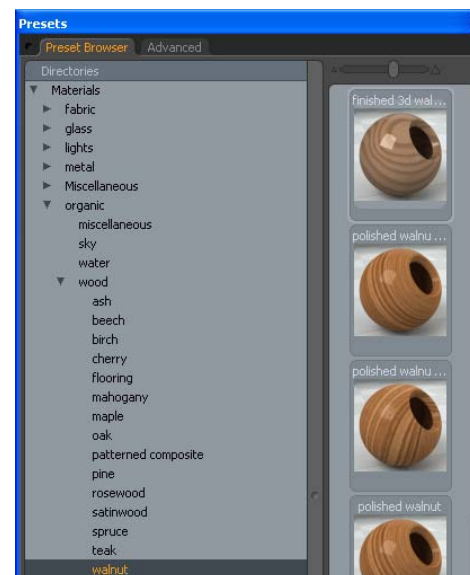 Presets
Preset Browser Advanced
Directories
Materials
fabric
glass
lights
metal
Miscellaneous
organic
miscellaneous
sky
water
wood
ash
beech
birch
cherry
flooring
mahogany
maple
oak
patterned composite
pine
rosewood
satinwood
spruce
teak
walnut
finished 3d wal...
polished walnu ...
polished walnu ...
polished walnut